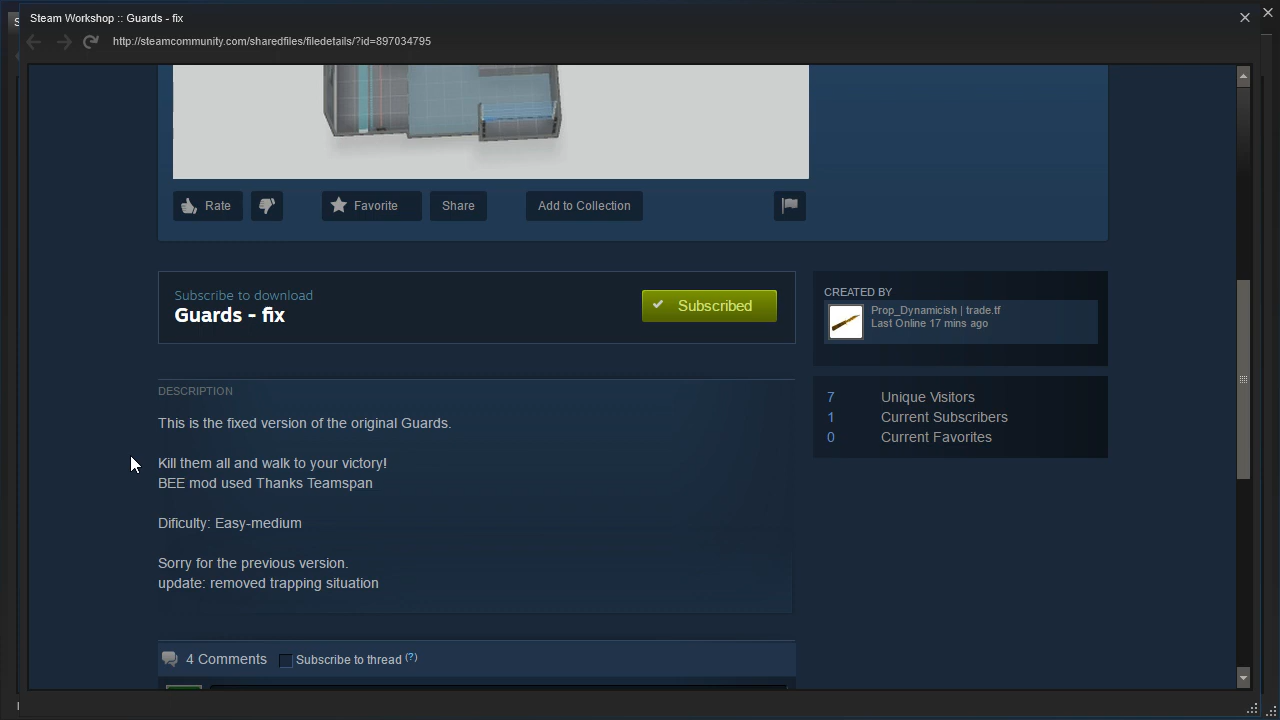 Steam Workshop :: Guards - fix
http://steamcommunity.com/sharedfiles/filedetails/?id=897034795
Rate
Favorite
Share
Add to Collection
Subscribe to download
Guards - fix
Subscribed
CREATED BY
Prop_Dynamicish | trade.tf
Last Online 17 mins ago
7 Unique Visitors
1 Current Subscribers
0 Current Favorites
DESCRIPTION
This is the fixed version of the original Guards.
Kill them all and walk to your victory!
BEE mod used Thanks Teamspan
Dificulty: Easy-medium
Sorry for the previous version.
update: removed trapping situation
4 Comments
Subscribe to thread (?)